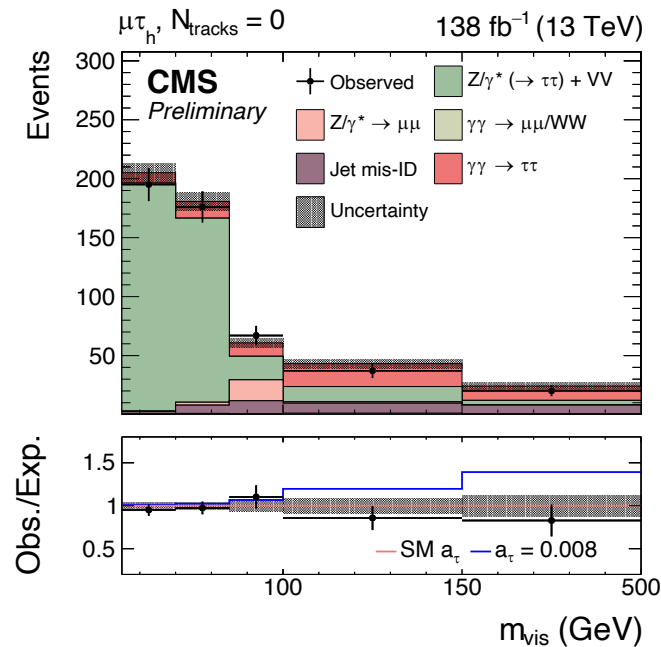 μτh, Ntracks = 0
138 fb⁻¹ (13 TeV)
CMS
Preliminary
Observed
Z/γ* (→ ττ) + VV
Z/γ* → μμ
γγ → μμ/WW
Jet mis-ID
γγ → ττ
Uncertainty
Events
300
250
200
150
100
50
Obs./Exp.
1.5
1
0.5
SM aτ
aτ = 0.008
100
150
500
mvis (GeV)